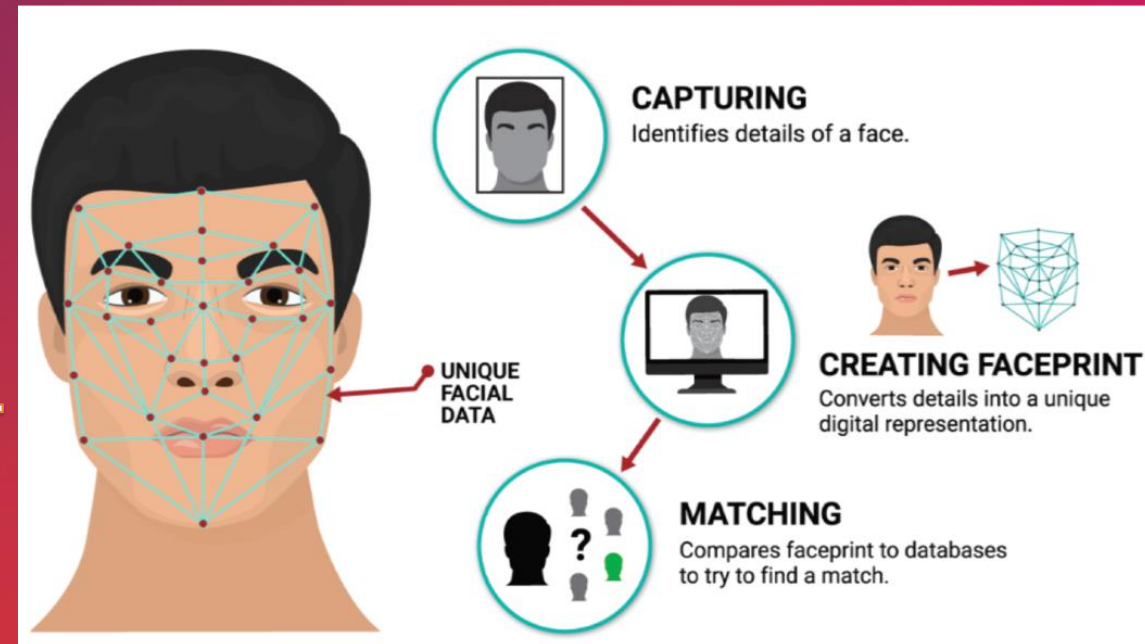 CAPTURING
Identifies details of a face.
UNIQUE
FACIAL
DATA
CREATING FACEPRINT
Converts details into a unique
digital representation.
?
MATCHING
Compares faceprint to databases
to try to find a match.